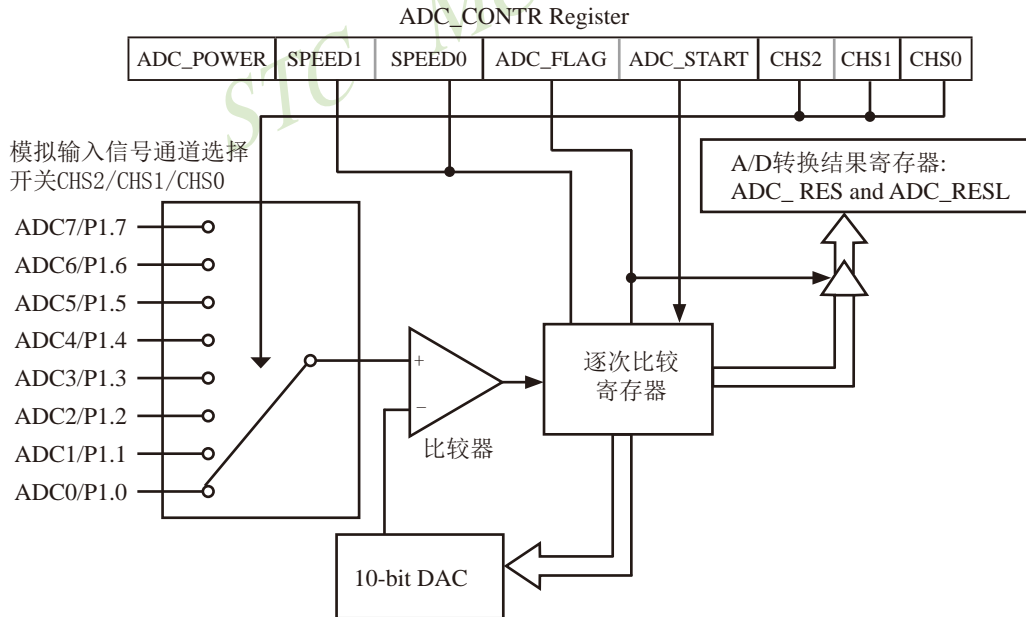 ADC_CONTR Register
ADC_POWER SPEED1 SPEED0 ADC_FLAG ADC_START CHS2 CHS1 CHS0
模拟输入信号通道选择
开关CHS2/CHS1/CHS0
A/D转换结果寄存器:
ADC_ RES and ADC_RESL
ADC7/P1.7
ADC6/P1.6
ADC5/P1.5
ADC4/P1.4
ADC3/P1.3
ADC2/P1.2
ADC1/P1.1
ADC0/P1.0
+
−
比较器
逐次比较
寄存器
10-bit DAC
STC